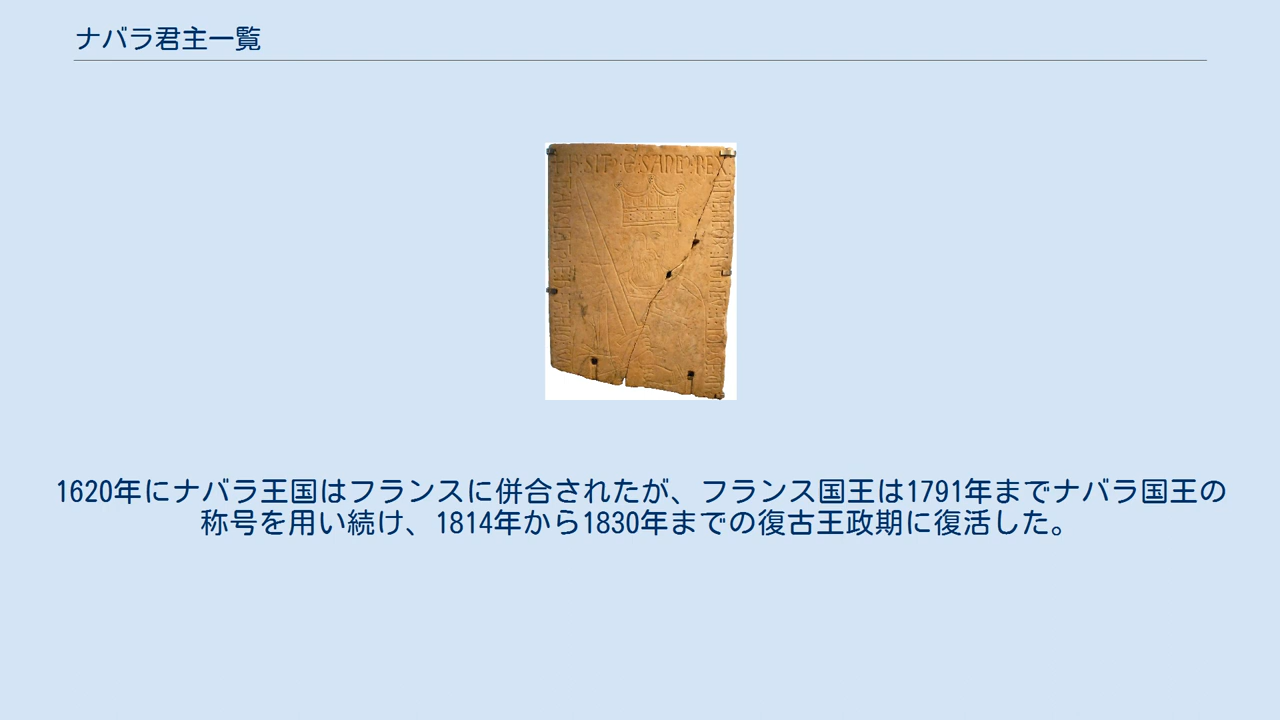 ナバラ君主一覧
REX
1620年にナバラ王国はフランスに併合されたが、フランス国王は1791年までナバラ国王の
称号を用い続け、1814年から1830年までの復古王政期に復活した。